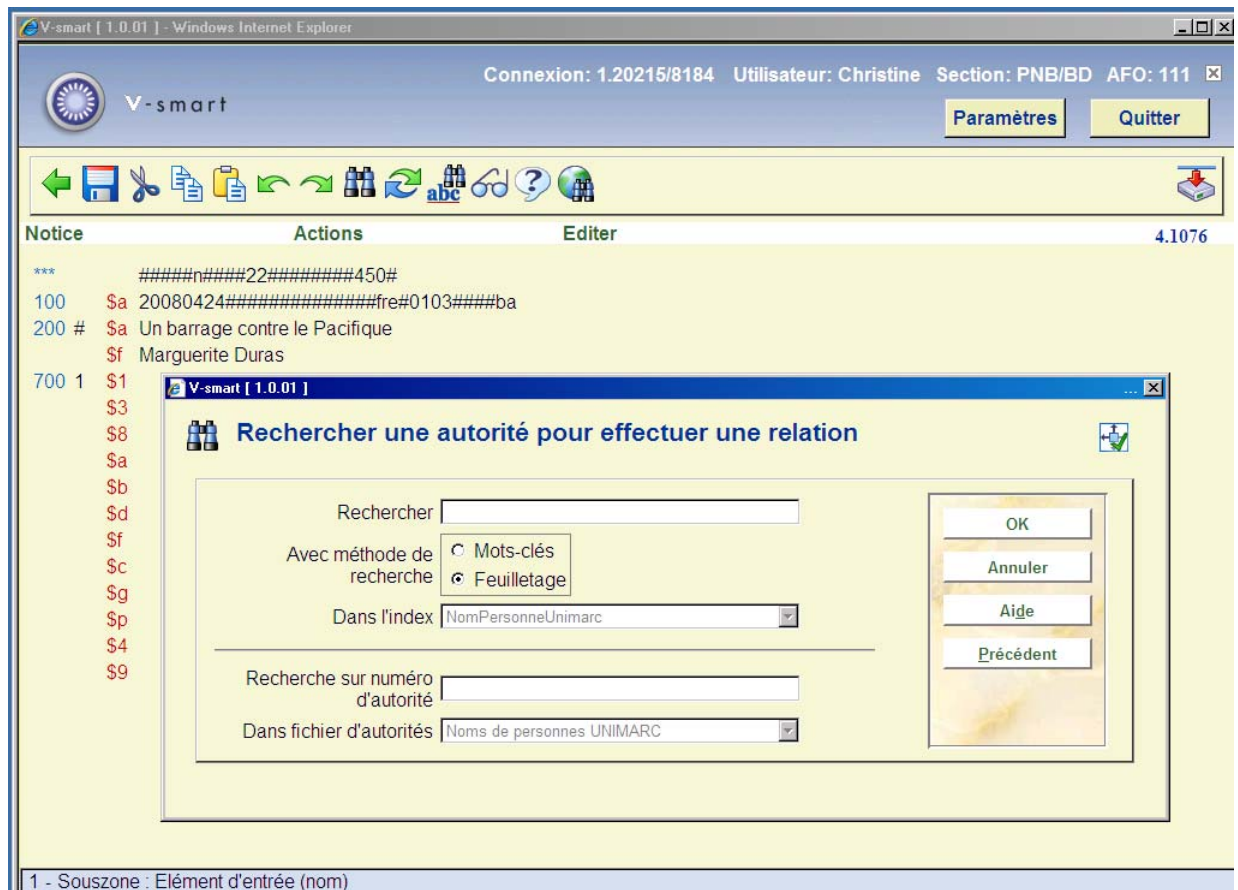 V-smart [ 1.0.01 ] - Windows Internet Explorer
Connexion: 1.20215/8184 Utilisateur: Christine Section: PNB/BD AFO: 111
V-smart
Paramètres Quitter
abc
Notice Actions Editer 4.1076
*** #####n####22########450#
100 $a 20080424##############fre#0103####ba
200 # $a Un barrage contre le Pacifique
$f Marguerite Duras
700 1 $1
$3
$8
$a
$b
$d
$f
$c
$g
$p
$4
$9
V-smart [ 1.0.01 ] ...
Rechercher une autorité pour effectuer une relation
Rechercher
Avec méthode de recherche
Mots-clés
Feuilletage
Dans l'index NomPersonneUnimarc
Recherche sur numéro
d'autorité
Dans fichier d'autorités Noms de personnes UNIMARC
OK
Annuler
Aide
Précédent
1 - Souszone : Elément d'entrée (nom)